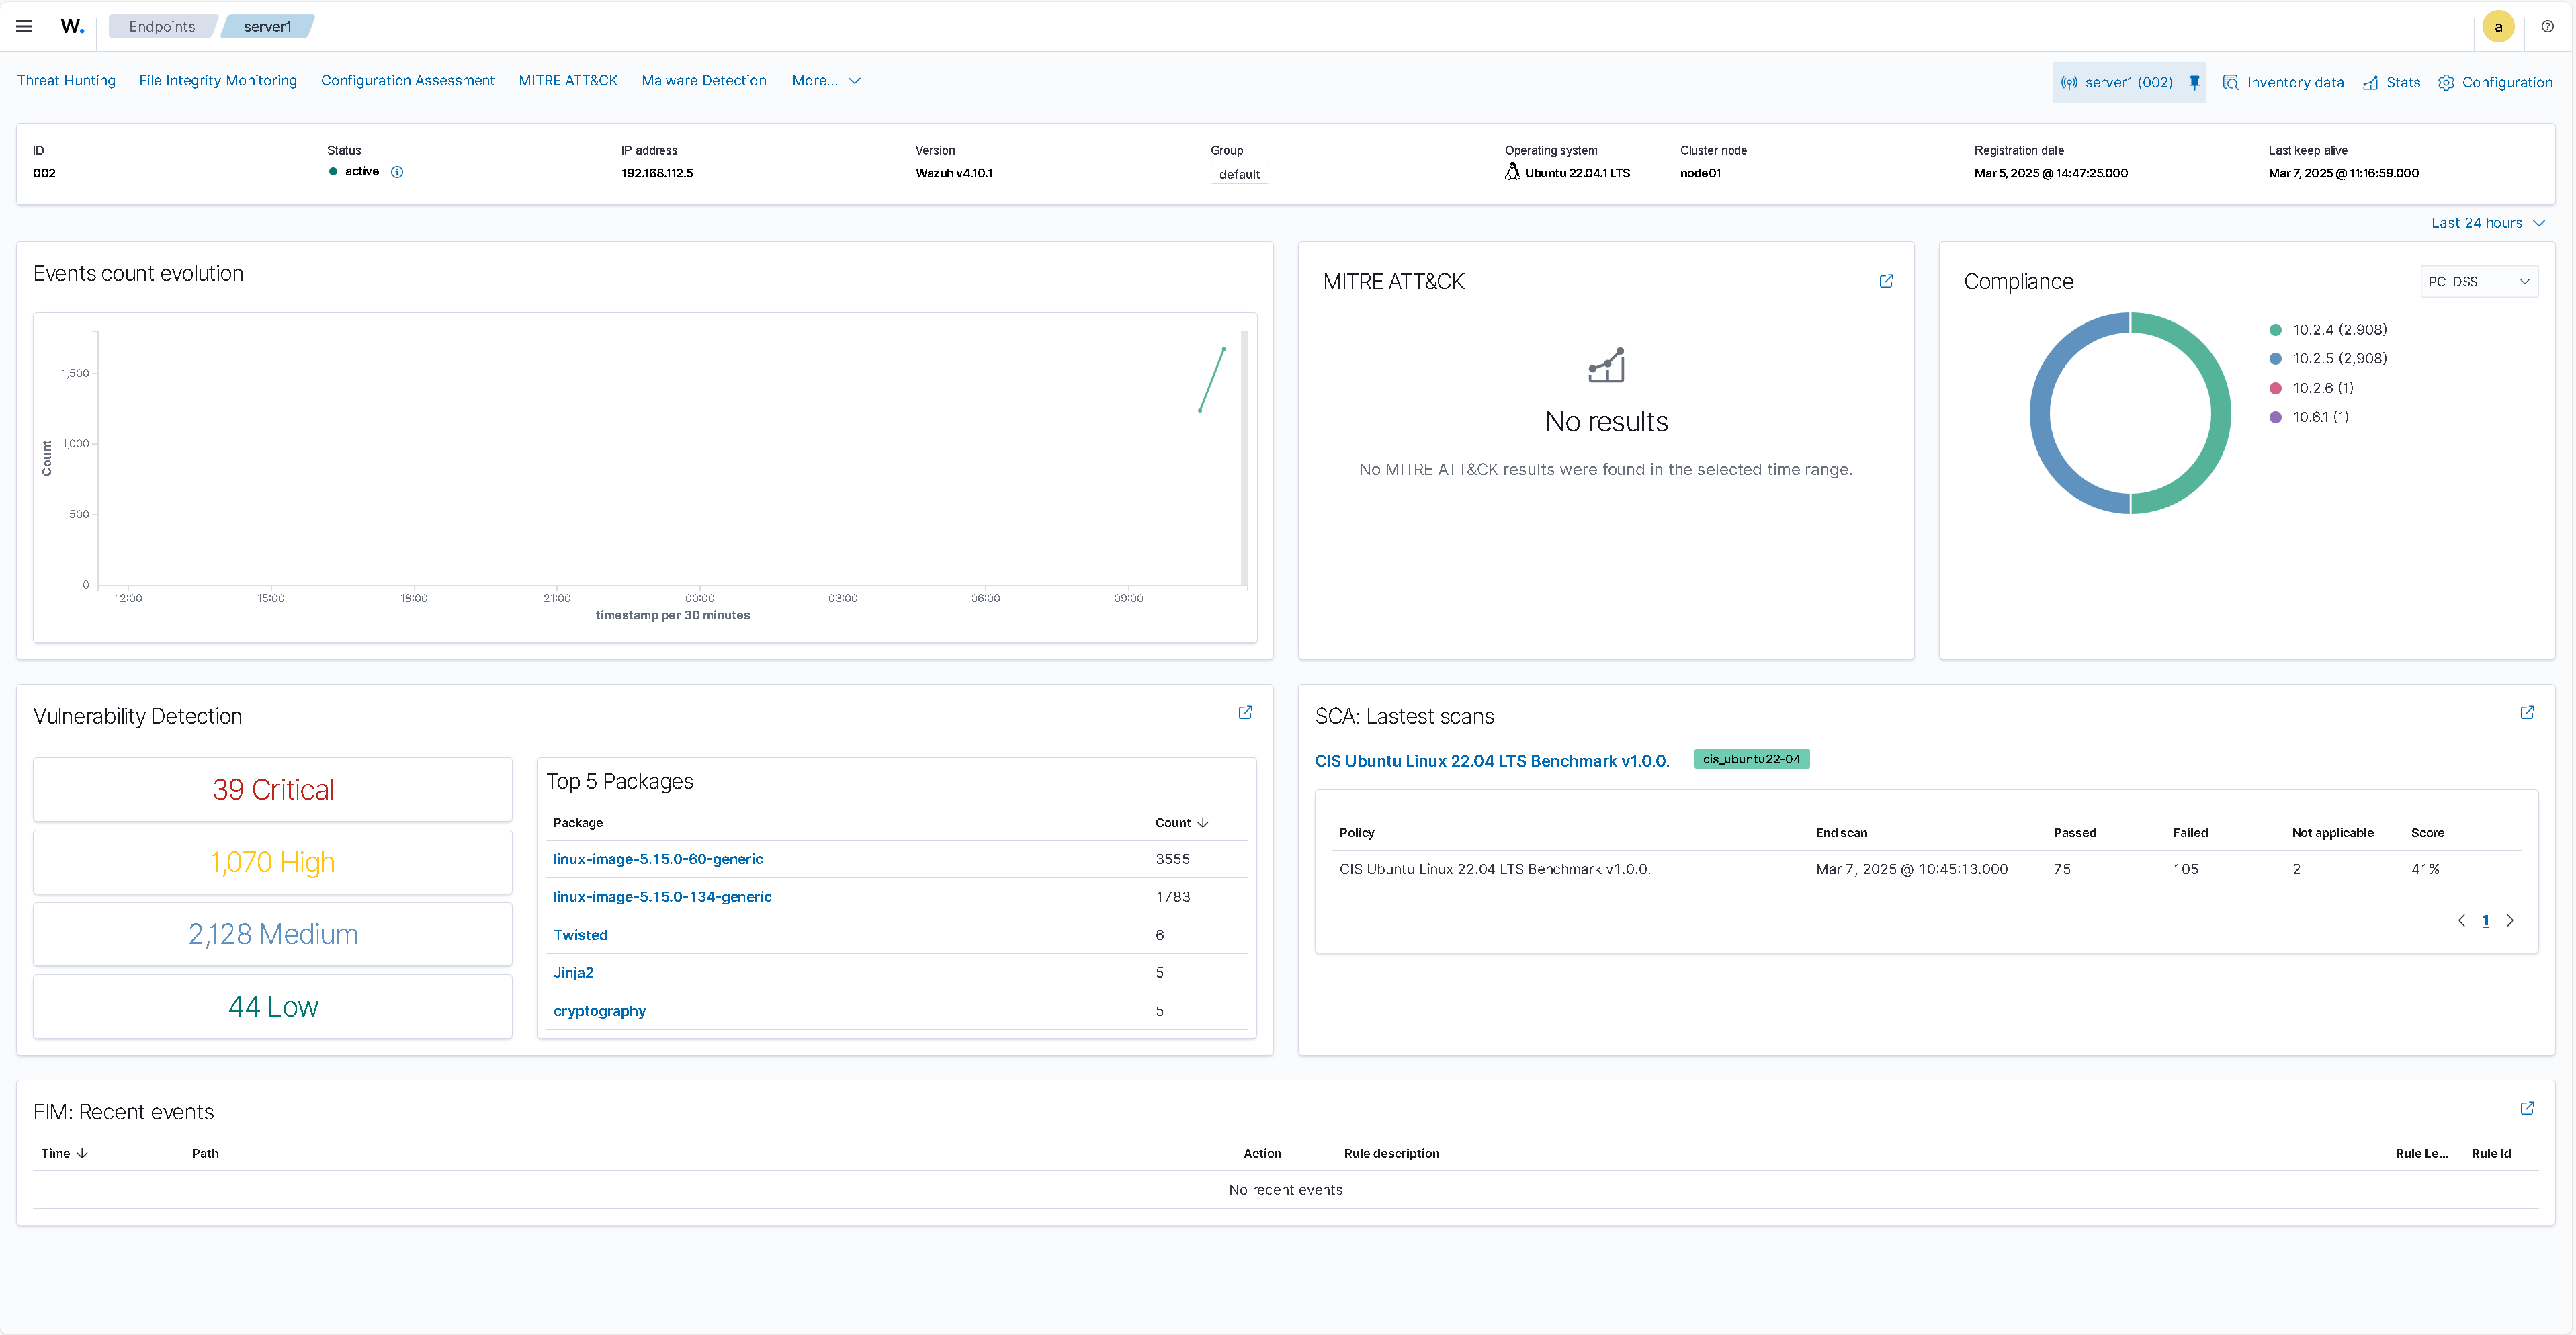 W.
Endpoints
server1
a
Threat Hunting
File Integrity Monitoring
Configuration Assessment
MITRE ATT&CK
Malware Detection
More...
server1 (002)
Inventory data
Stats
Configuration
ID
002
Status
active
IP address
192.168.112.5
Version
Wazuh v4.10.1
Group
default
Operating system
Ubuntu 22.04.1 LTS
Cluster node
node01
Registration date
Mar 5, 2025 @ 14:47:25.000
Last keep alive
Mar 7, 2025 @ 11:16:59.000
Last 24 hours
Events count evolution
1,500
1,000
500
0
Count
12:00
15:00
18:00
21:00
00:00
03:00
06:00
09:00
timestamp per 30 minutes
MITRE ATT&CK
No results
No MITRE ATT&CK results were found in the selected time range.
Compliance
PCI DSS
10.2.4 (2,908)
10.2.5 (2,908)
10.2.6 (1)
10.6.1 (1)
Vulnerability Detection
39 Critical
1,070 High
2,128 Medium
44 Low
Top 5 Packages
Package Count
linux-image-5.15.0-60-generic 3555
linux-image-5.15.0-134-generic 1783
Twisted 6
Jinja2 5
cryptography 5
SCA: Lastest scans
CIS Ubuntu Linux 22.04 LTS Benchmark v1.0.0. cis_ubuntu22-04
Policy End scan Passed Failed Not applicable Score
CIS Ubuntu Linux 22.04 LTS Benchmark v1.0.0. Mar 7, 2025 @ 10:45:13.000 75 105 2 41%
1
FIM: Recent events
Time Path Action Rule description Rule Le... Rule Id
No recent events